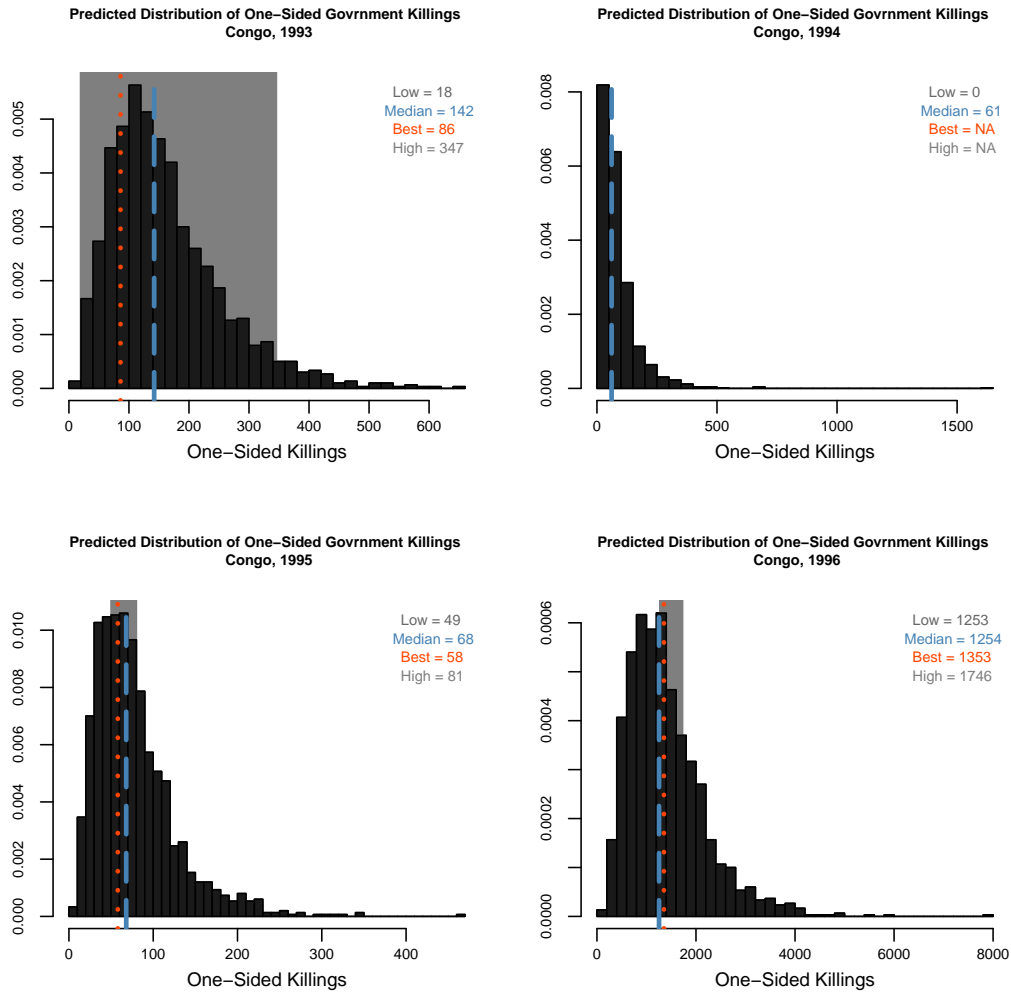 Predicted Distribution of One−Sided Govrnment Killings
Congo, 1993
Low = 18
Median = 142
Best = 86
High = 347
0.000
0.001
0.002
0.003
0.004
0.005
0 100 200 300 400 500 600
One−Sided Killings
Predicted Distribution of One−Sided Govrnment Killings
Congo, 1994
Low = 0
Median = 61
Best = NA
High = NA
0.000
0.002
0.004
0.006
0.008
0 500 1000 1500
One−Sided Killings
Predicted Distribution of One−Sided Govrnment Killings
Congo, 1995
Low = 49
Median = 68
Best = 58
High = 81
0.000
0.002
0.004
0.006
0.008
0.010
0 100 200 300 400
One−Sided Killings
Predicted Distribution of One−Sided Govrnment Killings
Congo, 1996
Low = 1253
Median = 1254
Best = 1353
High = 1746
0.0000
0.0002
0.0004
0.0006
0 2000 4000 6000 8000
One−Sided Killings